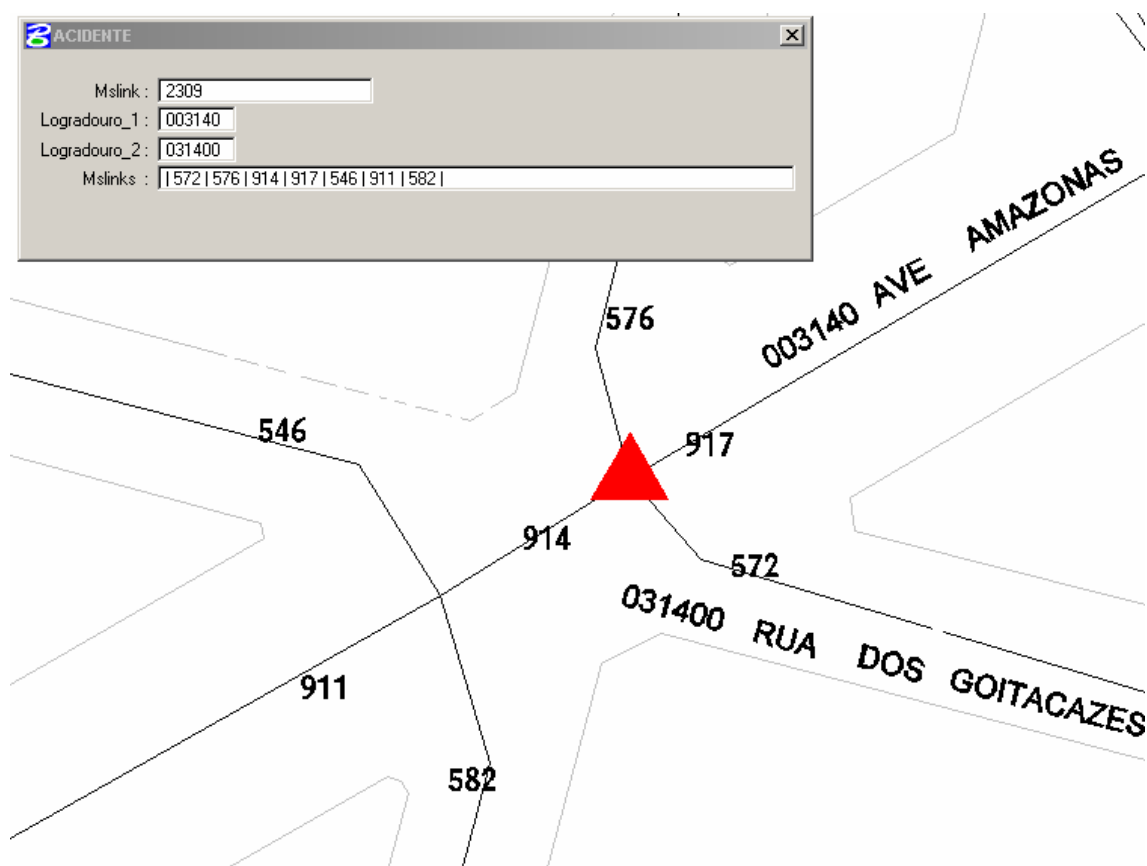 ACIDENTE
Mslink : 2309
Logradouro_1 : 003140
Logradouro_2 : 031400
Mslinks : | 572 | 576 | 914 | 917 | 546 | 911 | 582 |
003140 AVE AMAZONAS
576
546
917
914
572
031400 RUA DOS GOITACAZES
911
582